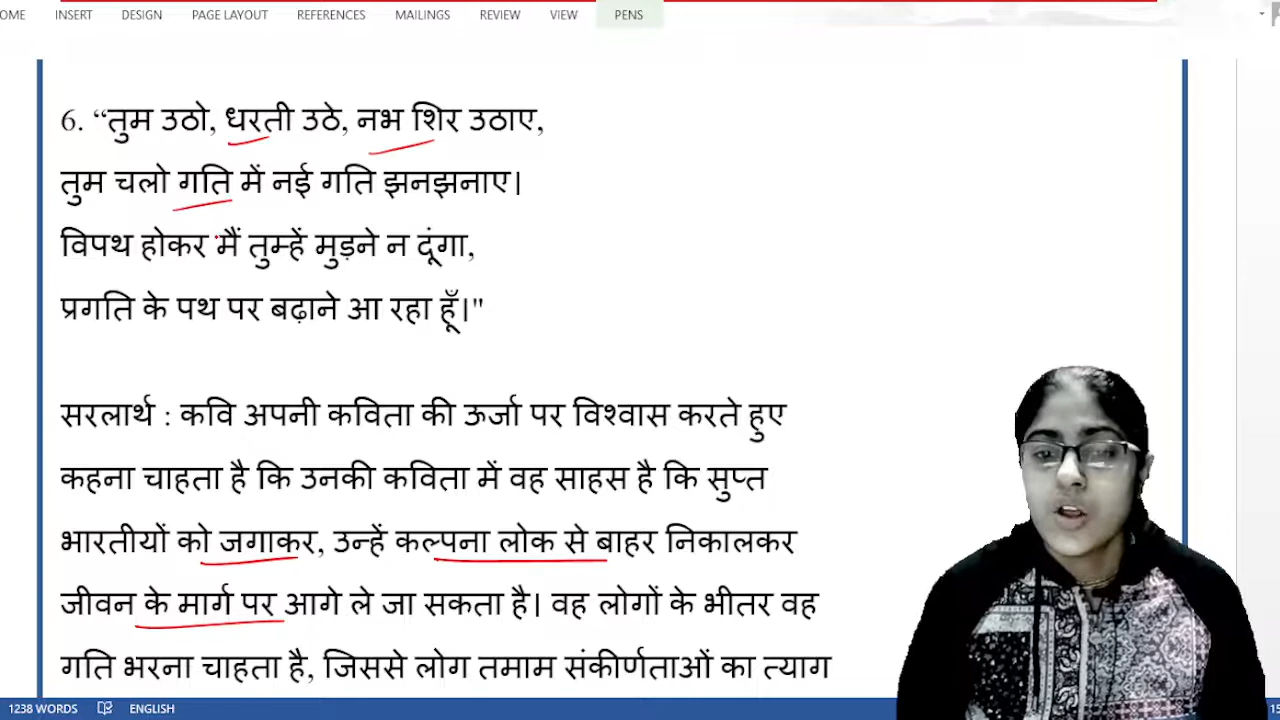 OME INSERT DESIGN PAGE LAYOUT REFERENCES MAILINGS REVIEW VIEW PENS
6. “तुम उठो, धरती उठे, नभ शिर उठाए,
तुम चलो गति में नई गति झनझनाए।
विपथ होकर मैं तुम्हें मुड़ने न दूंगा,
प्रगति के पथ पर बढ़ाने आ रहा हूँ।"
सरलार्थ : कवि अपनी कविता की ऊर्जा पर विश्वास करते हुए
कहना चाहता है कि उनकी कविता में वह साहस है कि सुप्त
भारतीयों को जगाकर, उन्हें कल्पना लोक से बाहर निकालकर
जीवन के मार्ग पर आगे ले जा सकता है। वह लोगों के भीतर वह
गति भरना चाहता है, जिससे लोग तमाम संकीर्णताओं का त्याग
1238 WORDS ENGLISH 15